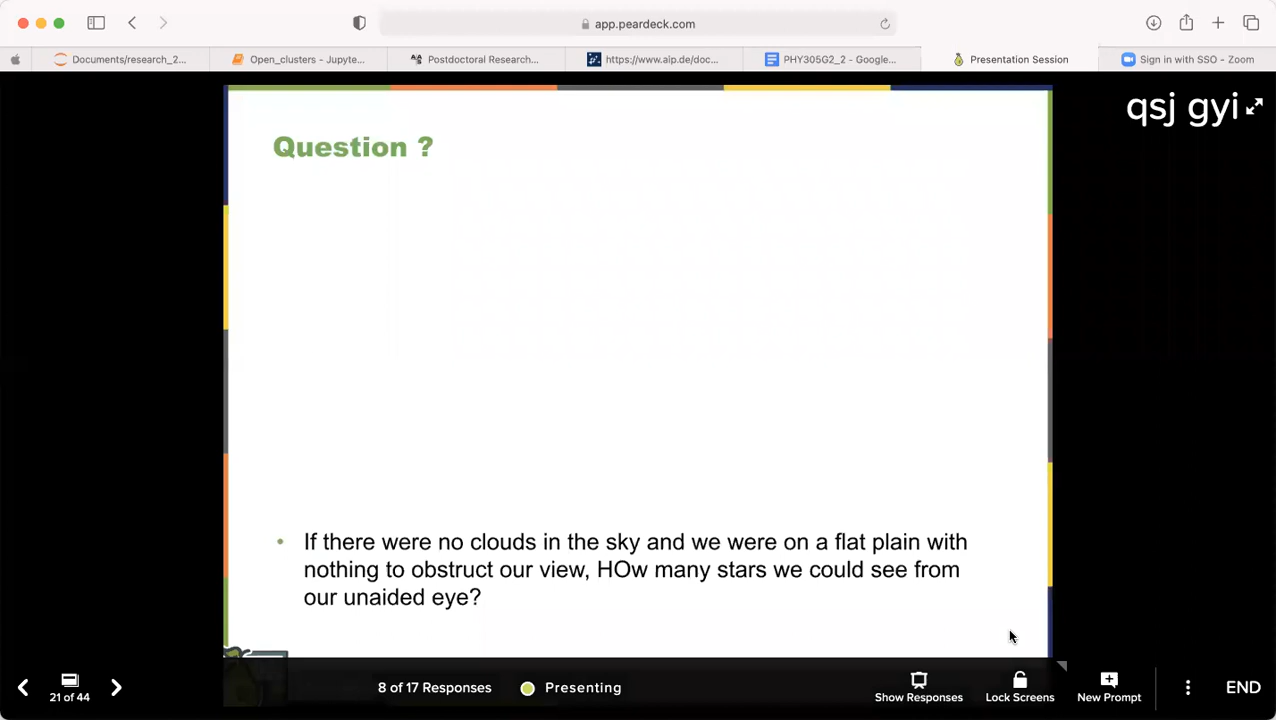 app.peardeck.com
Documents/research_2...
Open_clusters - Jupyte...
Postdoctoral Research...
https://www.aip.de/doc...
PHY305G2_2 - Google...
Presentation Session
Sign in with SSO - Zoom
qsj gyi
Question ?
• If there were no clouds in the sky and we were on a flat plain with
nothing to obstruct our view, HOw many stars we could see from
our unaided eye?
21 of 44
8 of 17 Responses
Presenting
Show Responses
Lock Screens
New Prompt
END